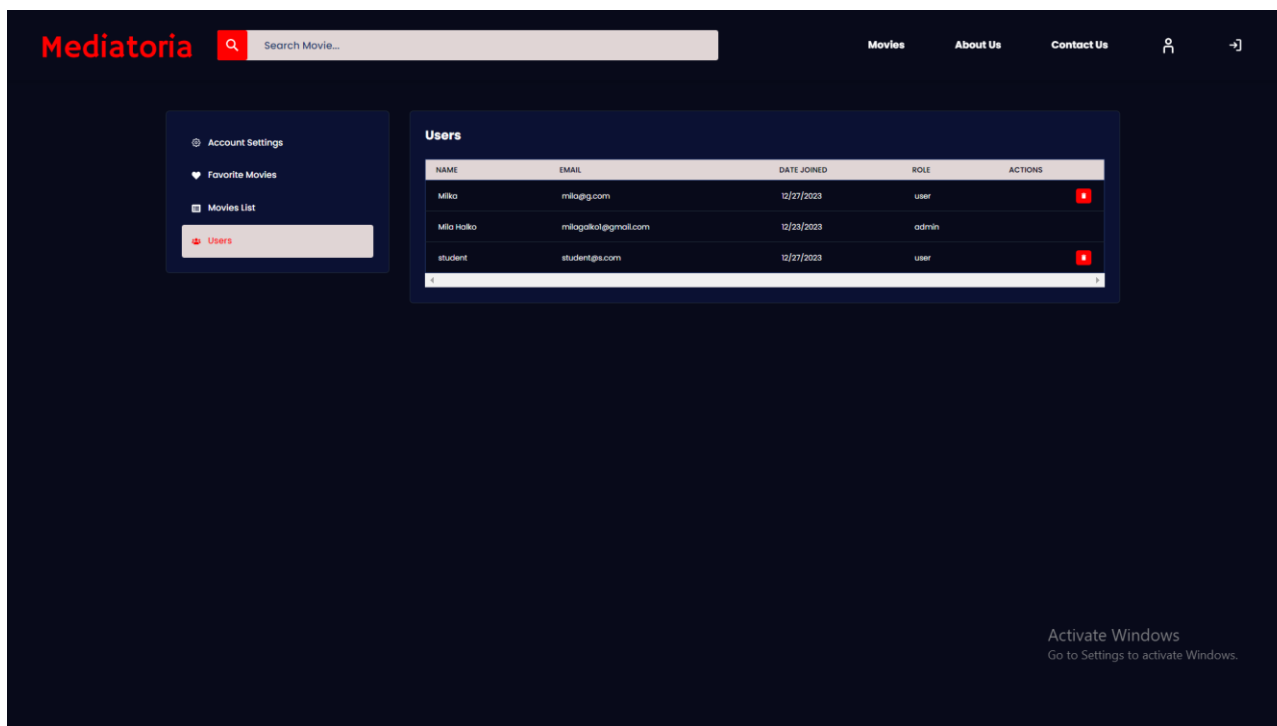 Mediatoria
Search Movie...
Movies About Us Contact Us
Account Settings
Favorite Movies
Movies List
Users
Users
NAME EMAIL DATE JOINED ROLE ACTIONS
Milka mila@g.com 12/27/2023 user
Mila Halko milagalko1@gmail.com 12/23/2023 admin
student student@s.com 12/27/2023 user
Activate Windows
Go to Settings to activate Windows.